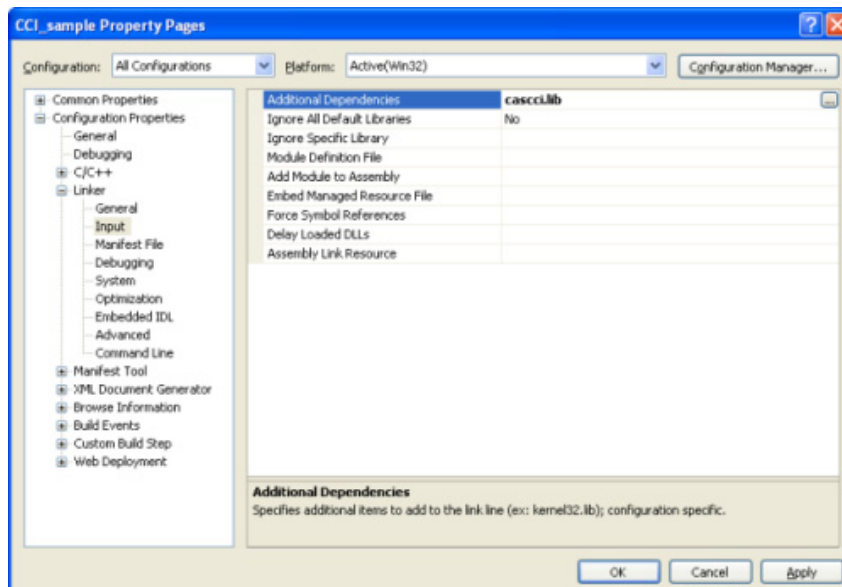 CCI_sample Property Pages
Configuration: All Configurations Platform: Active(Win32) Configuration Manager...
Common Properties
Configuration Properties
General
Debugging
C/C++
Linker
General
Input
Manifest File
Debugging
System
Optimization
Embedded IDL
Advanced
Command Line
Manifest Tool
XML Document Generator
Browse Information
Build Events
Custom Build Step
Web Deployment
Additional Dependencies cascci.lib ...
Ignore All Default Libraries No
Ignore Specific Library
Module Definition File
Add Module to Assembly
Embed Managed Resource File
Force Symbol References
Delay Loaded DLLs
Assembly Link Resource
Additional Dependencies
Specifies additional items to add to the link line (ex: kernel32.lib); configuration specific.
OK Cancel Apply